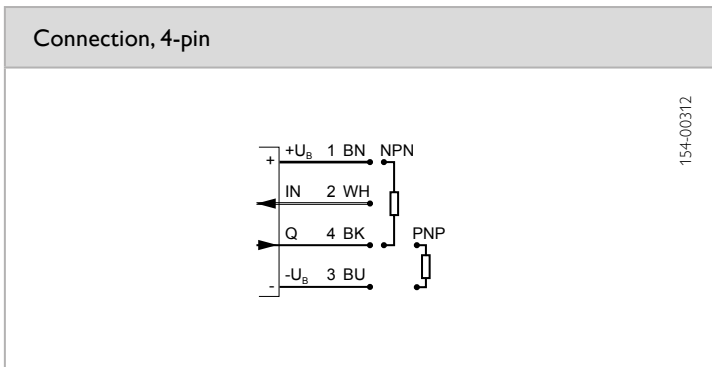 Connection, 4-pin
154-00312
+ +U_B 1 BN NPN
IN 2 WH
Q 4 BK PNP
- -U_B 3 BU